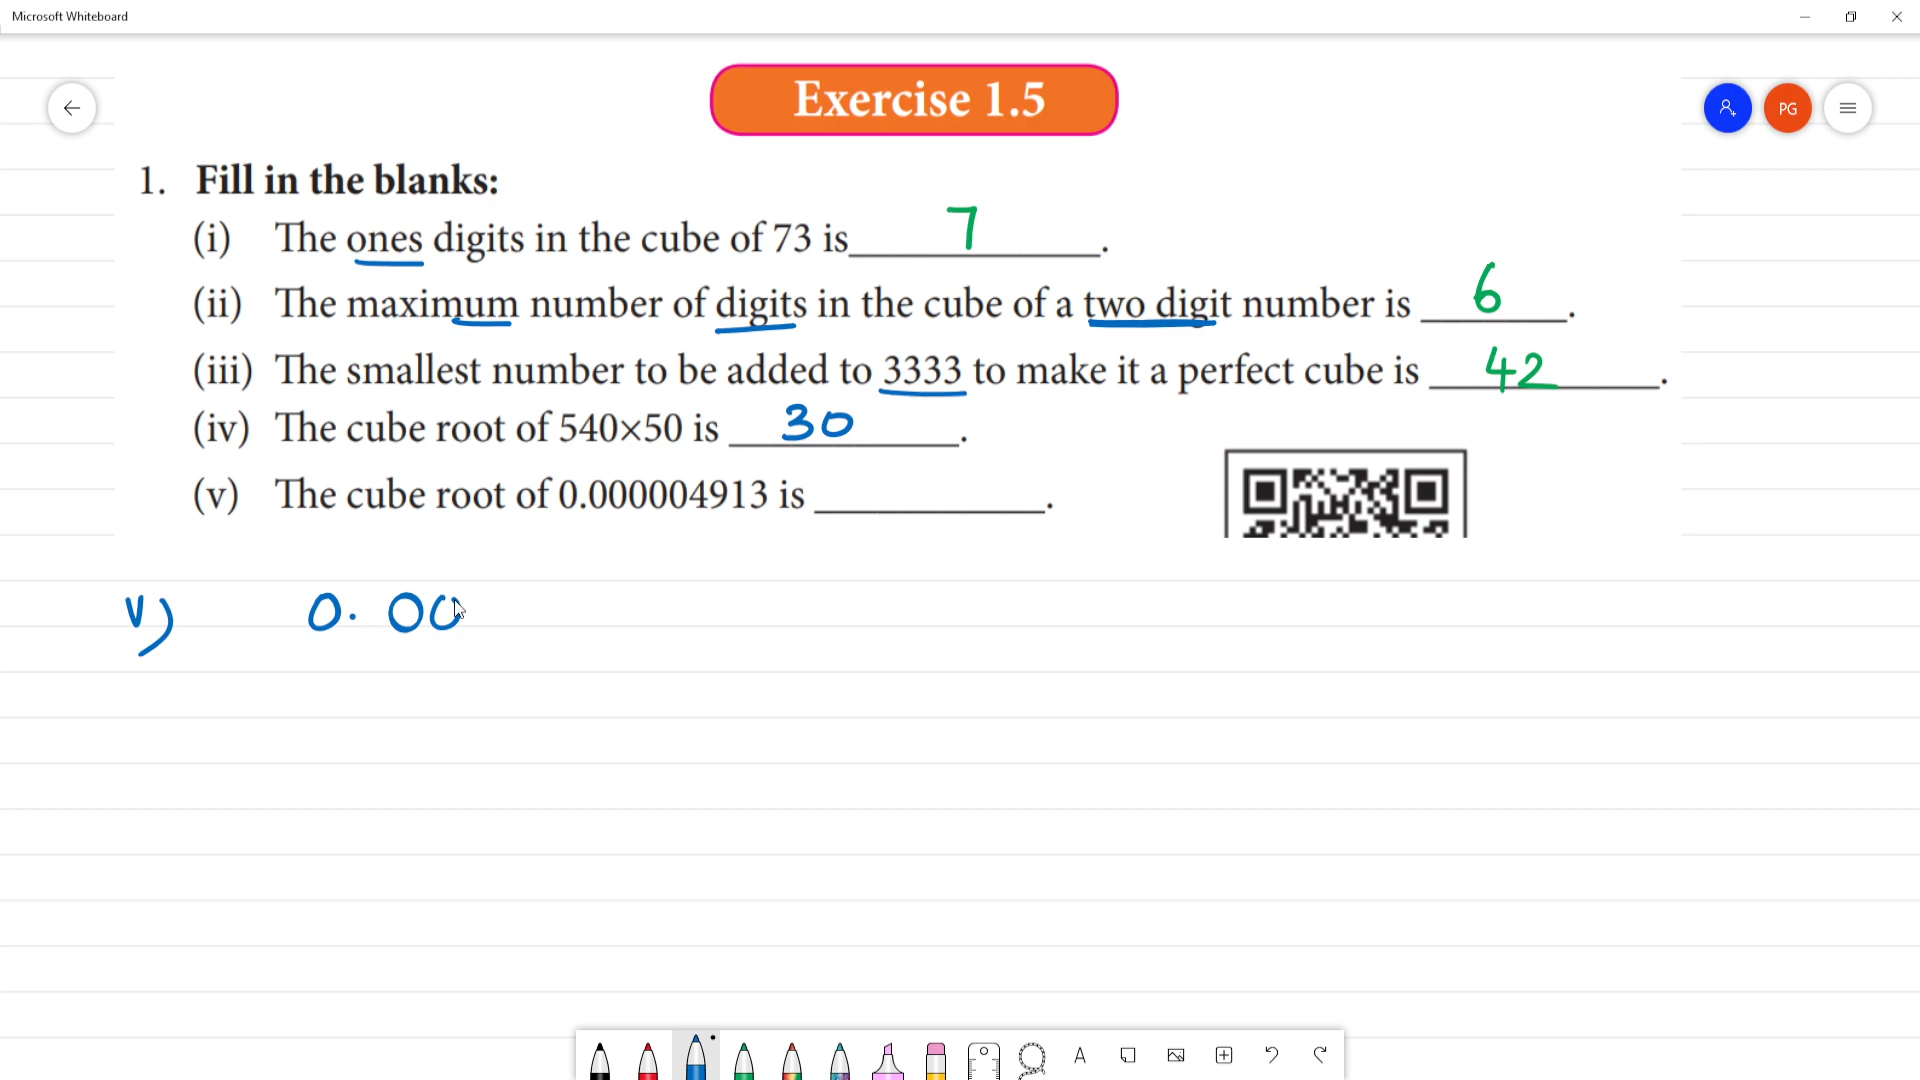 Microsoft Whiteboard
Exercise 1.5
PG
1. Fill in the blanks:
(i) The ones digits in the cube of 73 is 7.
(ii) The maximum number of digits in the cube of a two digit number is 6.
(iii) The smallest number to be added to 3333 to make it a perfect cube is 42.
(iv) The cube root of 540×50 is 30.
(v) The cube root of 0.000004913 is ____________.
v) 0.00
A